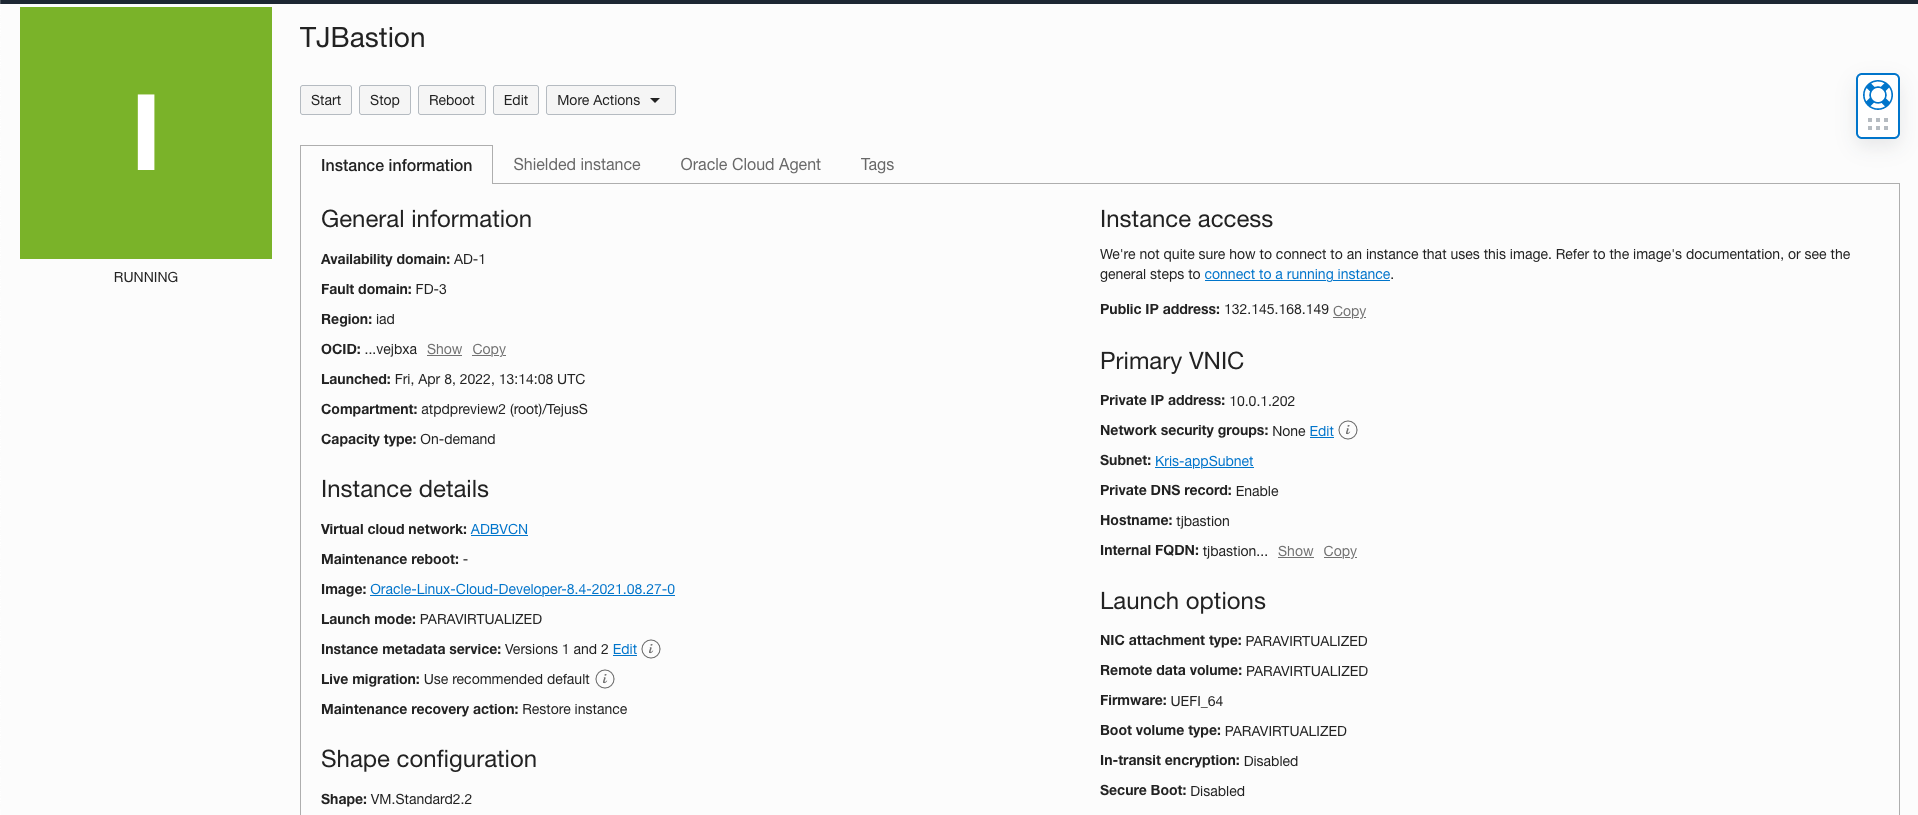 TJBastion
I
RUNNING
Start Stop Reboot Edit More Actions
Instance information Shielded instance Oracle Cloud Agent Tags
General information
Availability domain: AD-1
Fault domain: FD-3
Region: iad
OCID: ...vejbxa Show Copy
Launched: Fri, Apr 8, 2022, 13:14:08 UTC
Compartment: atpdpreview2 (root)/TejusS
Capacity type: On-demand
Instance details
Virtual cloud network: ADBVCN
Maintenance reboot: -
Image: Oracle-Linux-Cloud-Developer-8.4-2021.08.27-0
Launch mode: PARAVIRTUALIZED
Instance metadata service: Versions 1 and 2 Edit i
Live migration: Use recommended default i
Maintenance recovery action: Restore instance
Shape configuration
Shape: VM.Standard2.2
Instance access
We're not quite sure how to connect to an instance that uses this image. Refer to the image's documentation, or see the
general steps to connect to a running instance.
Public IP address: 132.145.168.149 Copy
Primary VNIC
Private IP address: 10.0.1.202
Network security groups: None Edit i
Subnet: Kris-appSubnet
Private DNS record: Enable
Hostname: tjbastion
Internal FQDN: tjbastion... Show Copy
Launch options
NIC attachment type: PARAVIRTUALIZED
Remote data volume: PARAVIRTUALIZED
Firmware: UEFI_64
Boot volume type: PARAVIRTUALIZED
In-transit encryption: Disabled
Secure Boot: Disabled